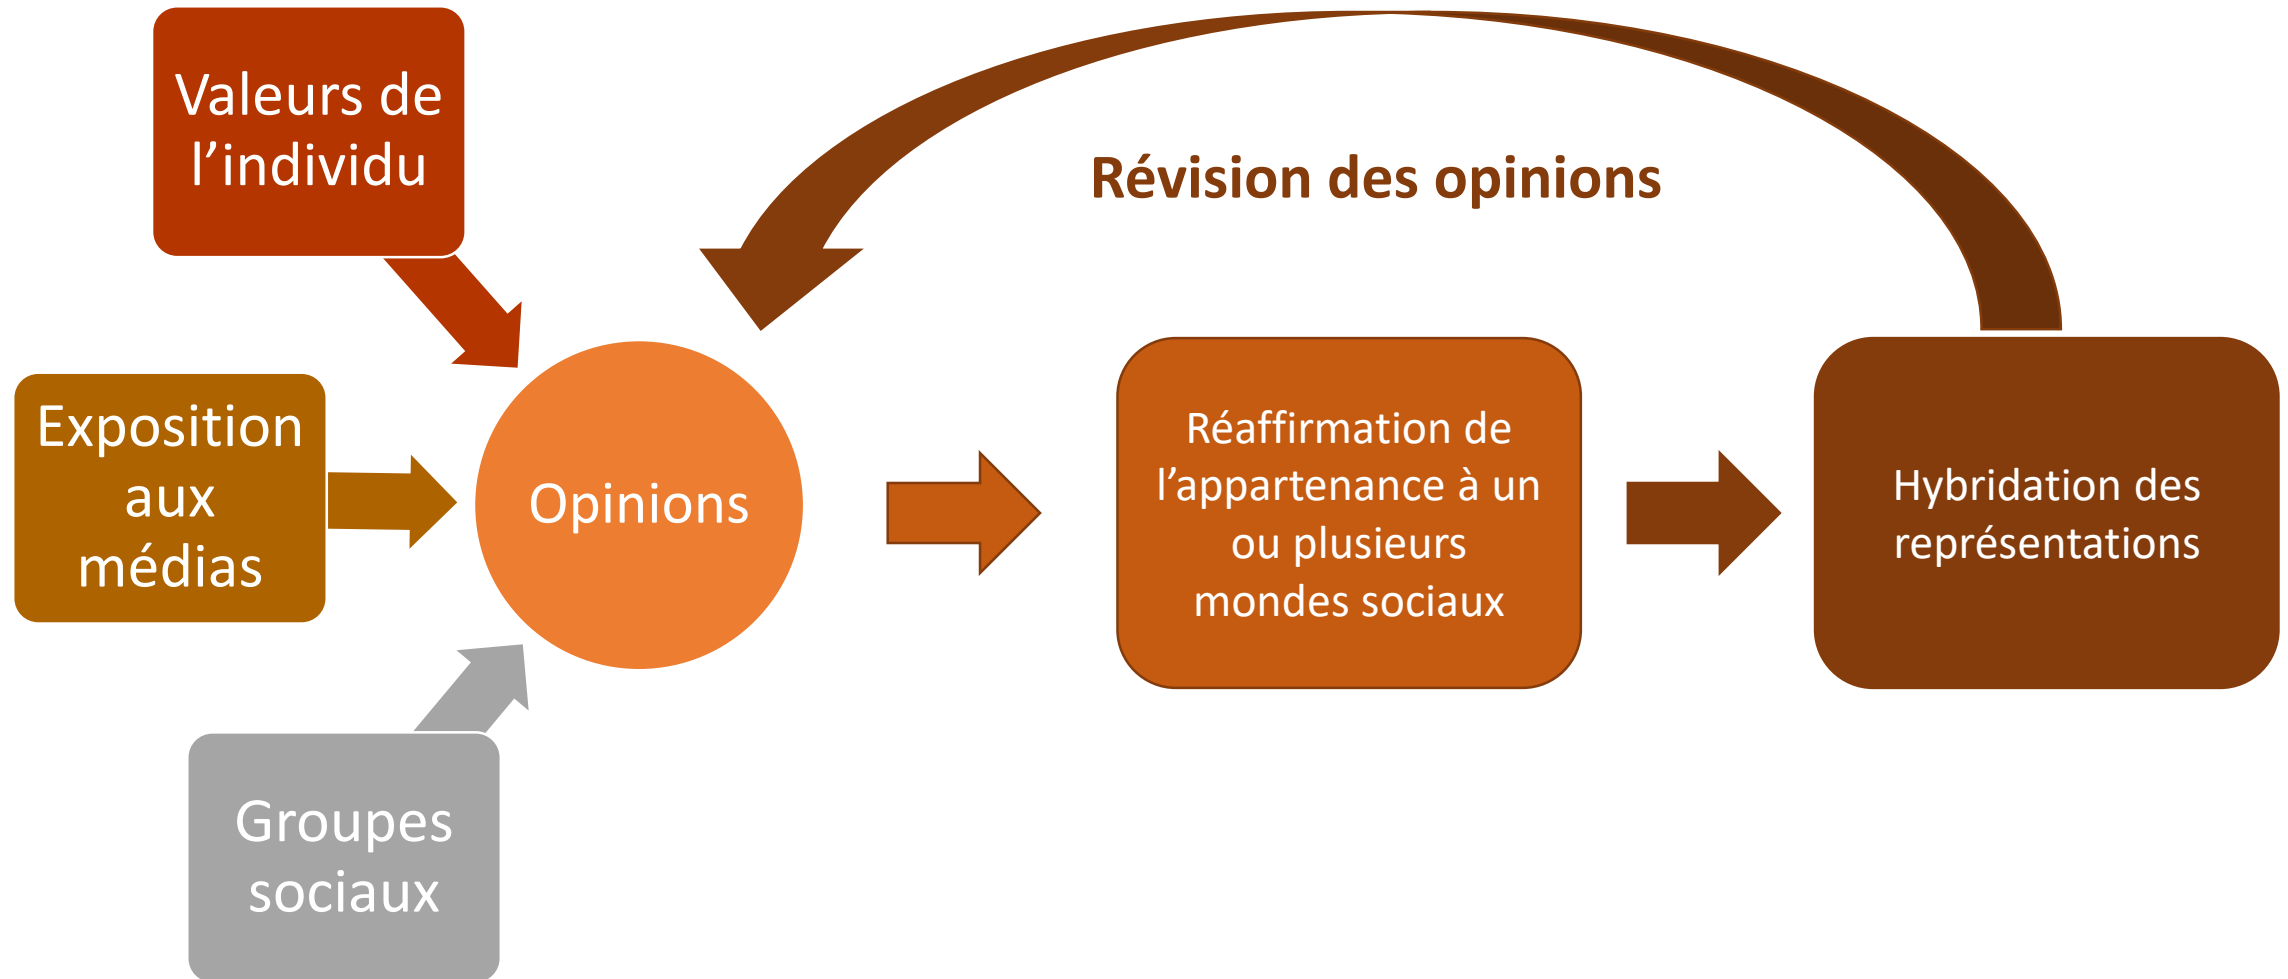 Valeurs de
l’individu
Révision des opinions
Exposition
aux
médias
Opinions
Réaffirmation de
l’appartenance à un
ou plusieurs
mondes sociaux
Hybridation des
représentations
Groupes
sociaux